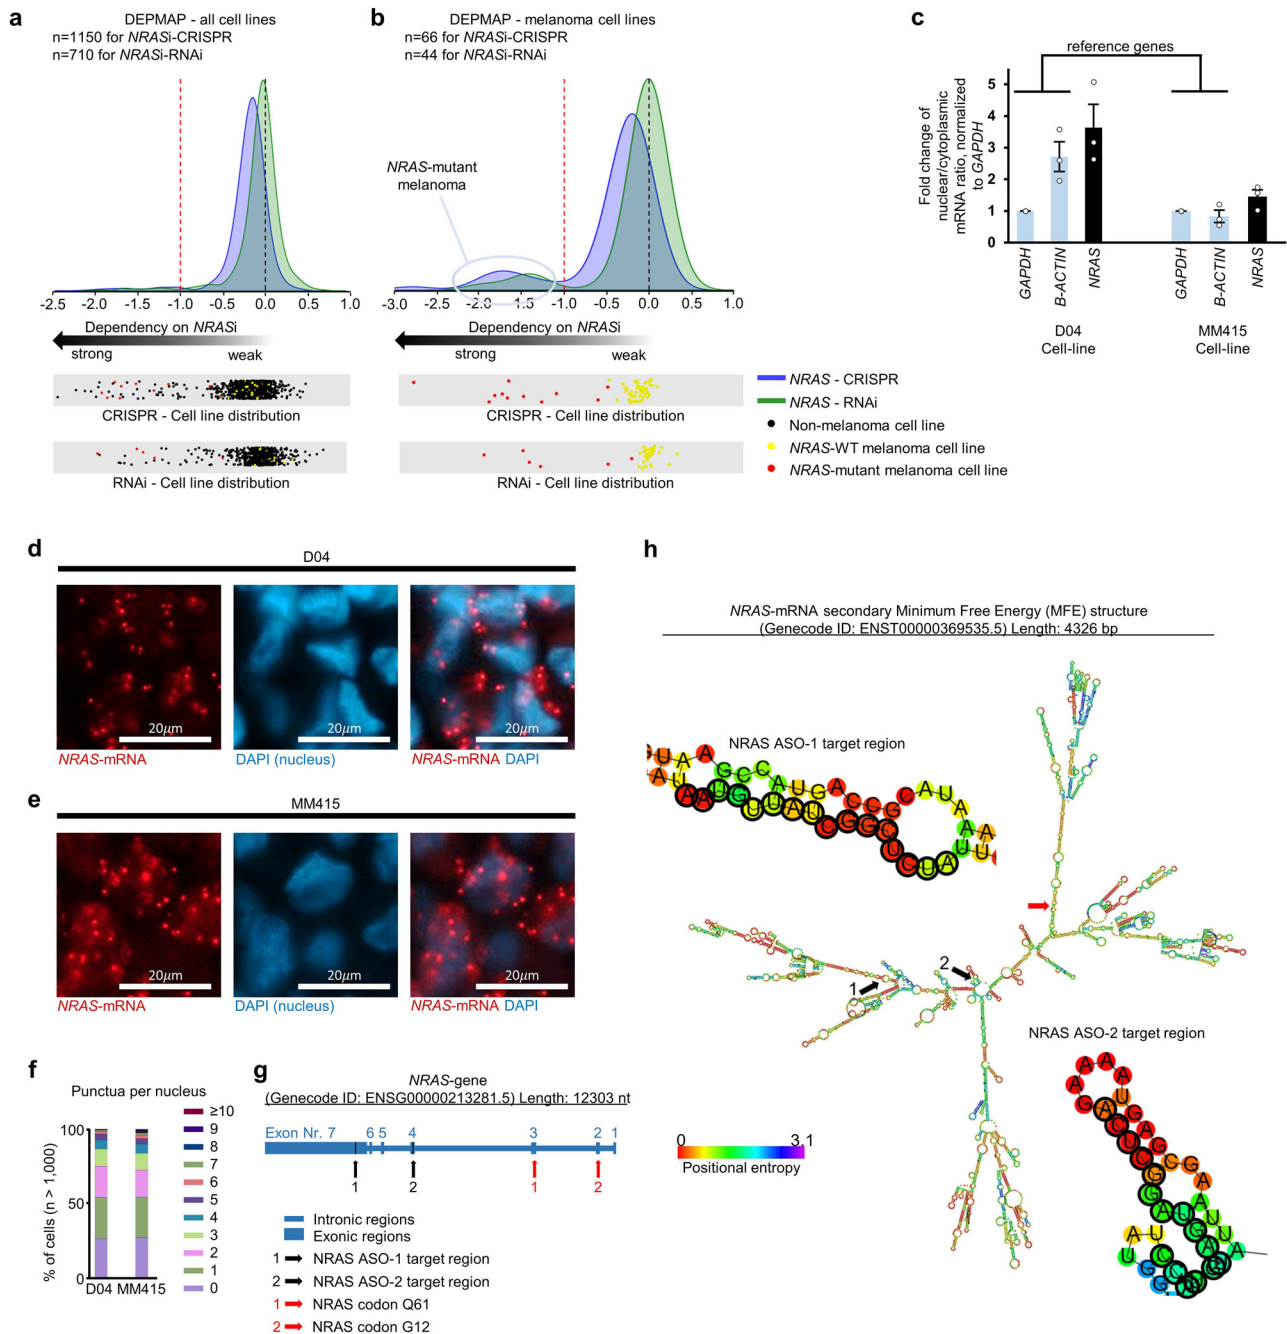 a
DEPMAP - all cell lines
n=1150 for NRASi-CRISPR
n=710 for NRASi-RNAi
-2.5 -2.0 -1.5 -1.0 -0.5 0.0 0.5 1.0
Dependency on NRASi
strong weak
CRISPR - Cell line distribution
RNAi - Cell line distribution
b
DEPMAP - melanoma cell lines
n=66 for NRASi-CRISPR
n=44 for NRASi-RNAi
NRAS-mutant
melanoma
-3.0 -2.5 -2.0 -1.5 -1.0 -0.5 0.0 0.5 1.0
Dependency on NRASi
strong weak
CRISPR - Cell line distribution
RNAi - Cell line distribution
NRAS - CRISPR
NRAS - RNAi
Non-melanoma cell line
NRAS-WT melanoma cell line
NRAS-mutant melanoma cell line
c
reference genes
Fold change of
nuclear/cytoplasmic
mRNA ratio, normalized
to GAPDH
5
4
3
2
1
0
GAPDH
B-ACTIN
NRAS
GAPDH
B-ACTIN
NRAS
D04
Cell-line
MM415
Cell-line
d
D04
20μm
20μm
20μm
NRAS-mRNA
DAPI (nucleus)
NRAS-mRNA DAPI
e
MM415
20μm
20μm
20μm
NRAS-mRNA
DAPI (nucleus)
NRAS-mRNA DAPI
f
Punctua per nucleus
% of cells (n > 1,000)
100
50
0
D04 MM415
≥10
9
8
7
6
5
4
3
2
1
0
g
NRAS-gene
(Genecode ID: ENSG00000213281.5) Length: 12303 nt
Exon Nr. 7 6 5 4 3 2 1
1 2 1 2
Intronic regions
Exonic regions
1 NRAS ASO-1 target region
2 NRAS ASO-2 target region
1 NRAS codon Q61
2 NRAS codon G12
h
NRAS-mRNA secondary Minimum Free Energy (MFE) structure
(Genecode ID: ENST00000369535.5) Length: 4326 bp
NRAS ASO-1 target region
1
2
NRAS ASO-2 target region
0 3.1
Positional entropy